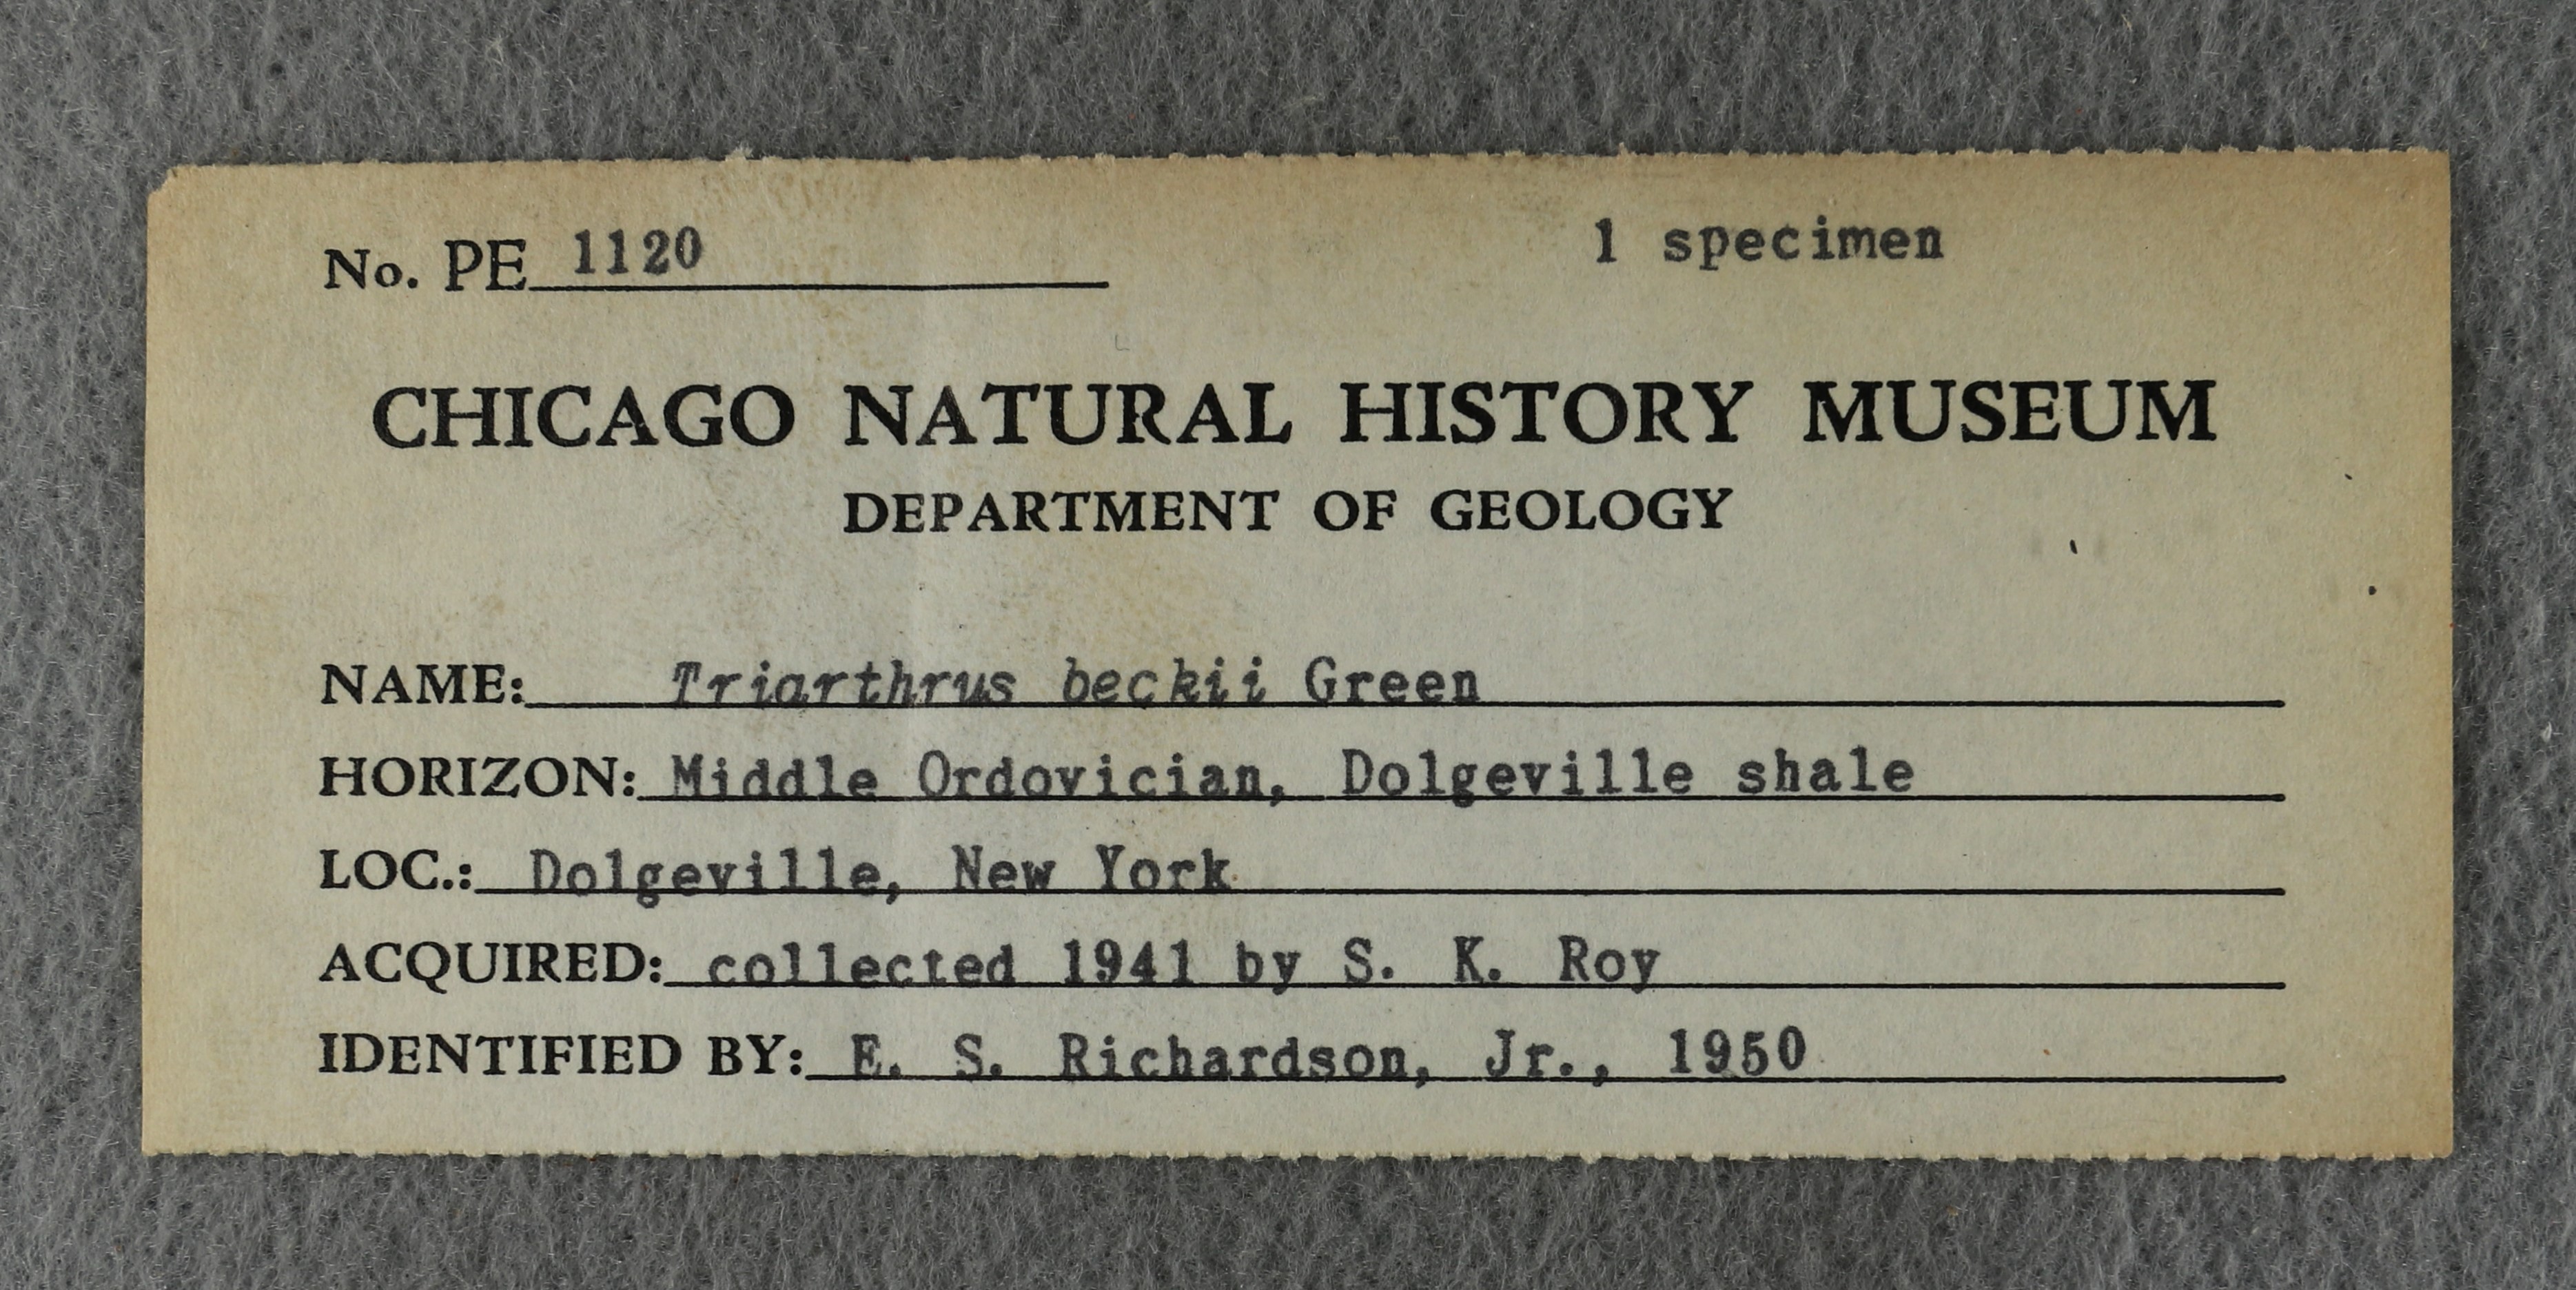 No. PE 1120 1 specimen
CHICAGO NATURAL HISTORY MUSEUM
DEPARTMENT OF GEOLOGY
NAME: Triarthrus beckii Green
HORIZON: Middle Ordovician, Dolgeville shale
LOC.: Dolgeville, New York
ACQUIRED: collected 1941 by S. K. Roy
IDENTIFIED BY: E. S. Richardson, Jr., 1950